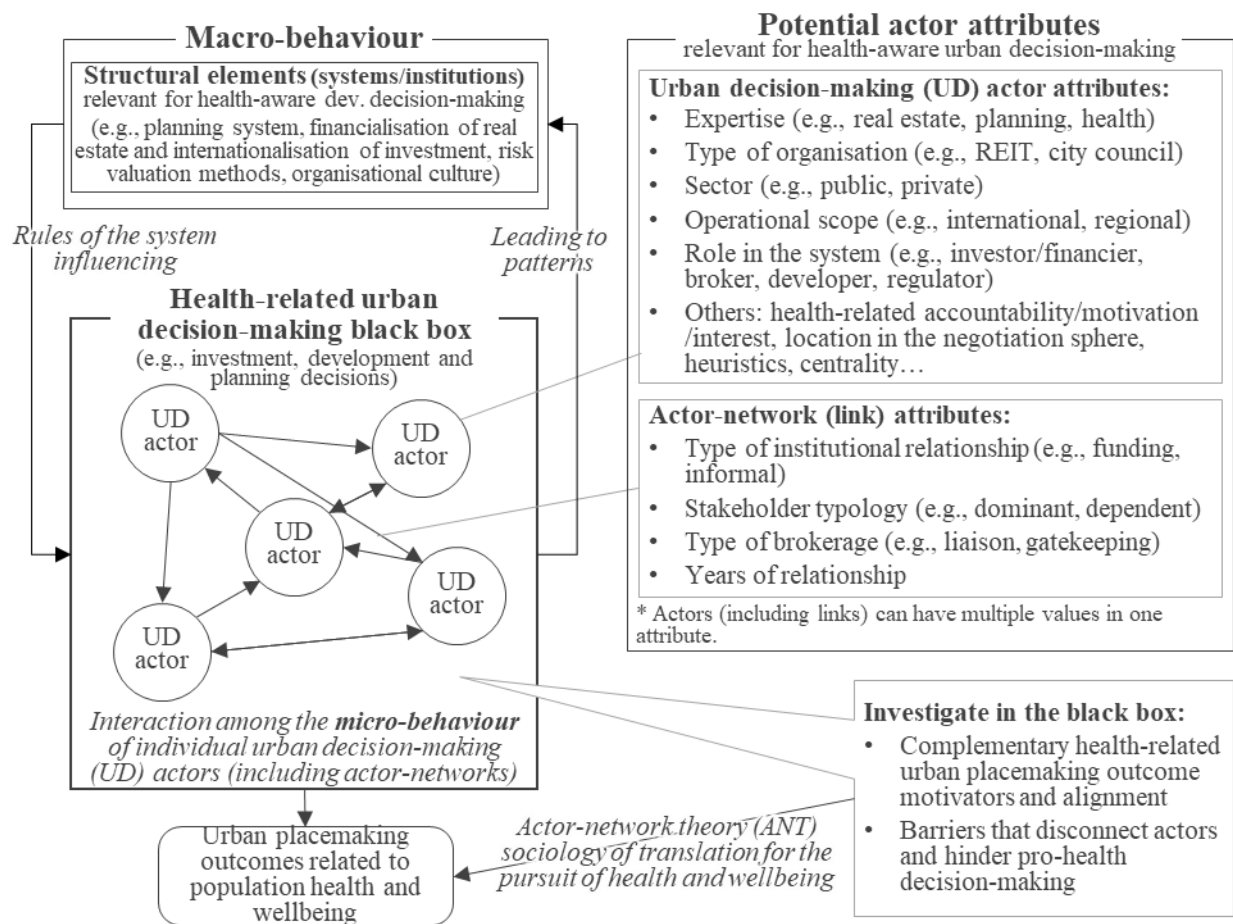 Macro-behaviour
Structural elements (systems/institutions)
relevant for health-aware dev. decision-making
(e.g., planning system, financialisation of real
estate and internationalisation of investment, risk
valuation methods, organisational culture)
Rules of the system
influencing
Leading to
patterns
Health-related urban
decision-making black box
(e.g., investment, development and
planning decisions)
UD
actor
UD
actor
UD
actor
UD
actor
UD
actor
Interaction among the micro-behaviour
of individual urban decision-making
(UD) actors (including actor-networks)
Urban placemaking
outcomes related to
population health and
wellbeing
Actor-network theory (ANT)
sociology of translation for the
pursuit of health and wellbeing
Potential actor attributes
relevant for health-aware urban decision-making
Urban decision-making (UD) actor attributes:
• Expertise (e.g., real estate, planning, health)
• Type of organisation (e.g., REIT, city council)
• Sector (e.g., public, private)
• Operational scope (e.g., international, regional)
• Role in the system (e.g., investor/financier,
broker, developer, regulator)
• Others: health-related accountability/motivation
/interest, location in the negotiation sphere,
heuristics, centrality…
Actor-network (link) attributes:
• Type of institutional relationship (e.g., funding,
informal)
• Stakeholder typology (e.g., dominant, dependent)
• Type of brokerage (e.g., liaison, gatekeeping)
• Years of relationship
* Actors (including links) can have multiple values in one
attribute.
Investigate in the black box:
• Complementary health-related
urban placemaking outcome
motivators and alignment
• Barriers that disconnect actors
and hinder pro-health
decision-making